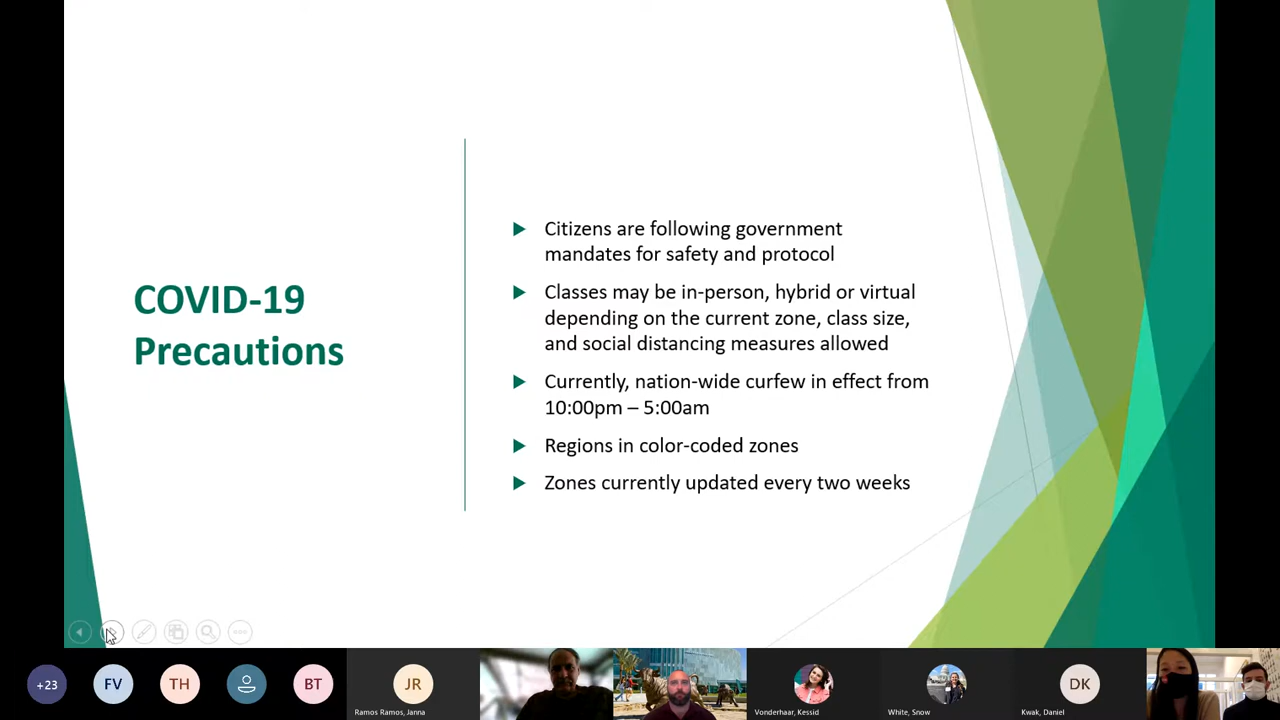 COVID-19
Precautions
Citizens are following government
mandates for safety and protocol
Classes may be in-person, hybrid or virtual
depending on the current zone, class size,
and social distancing measures allowed
Currently, nation-wide curfew in effect from
10:00pm – 5:00am
Regions in color-coded zones
Zones currently updated every two weeks
+23
FV
TH
BT
JR
Ramos Ramos, Janna
Vonderhaar, Kessid
White, Snow
DK
Kwak, Daniel